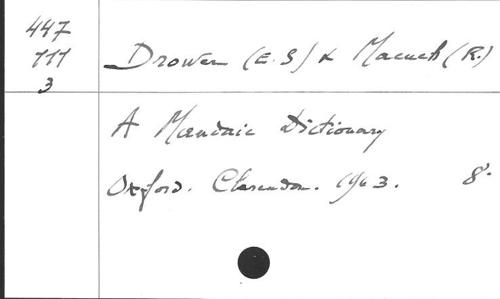 447
111
3
Drower (E. S) & Macuch (R.)
A Mandaic Dictionary
Oxford. Clarendon. 1963. 8°